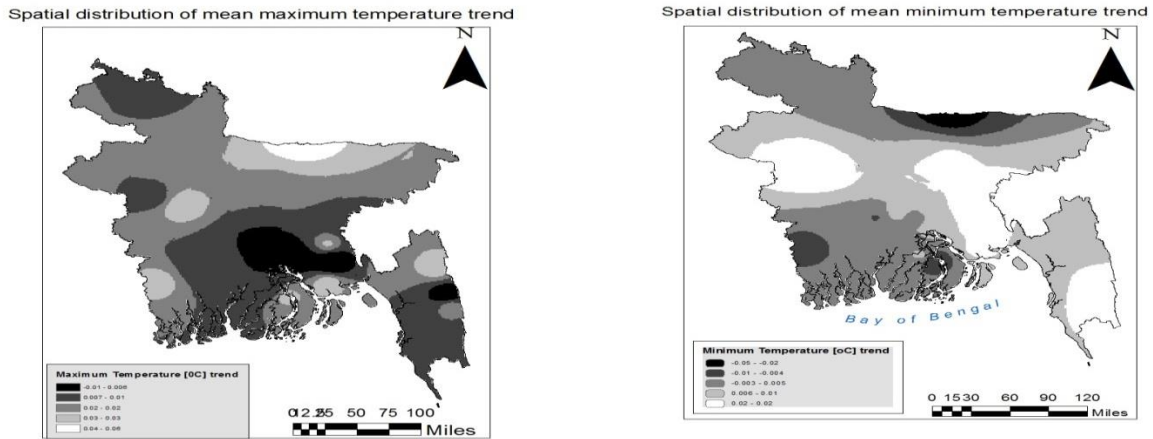 Spatial distribution of mean maximum temperature trend
N
Maximum Temperature [0C] trend
-0.01 - 0.006
0.007 - 0.01
0.02 - 0.02
0.03 - 0.03
0.04 - 0.06
50 75 100
Miles
Spatial distribution of mean minimum temperature trend
N
Bay of Bengal
Minimum Temperature [oC] trend
-0.05 - -0.02
-0.01 - -0.004
-0.003 - 0.005
0.006 - 0.01
0.02 - 0.02
0 15 30 60 90 120
Miles